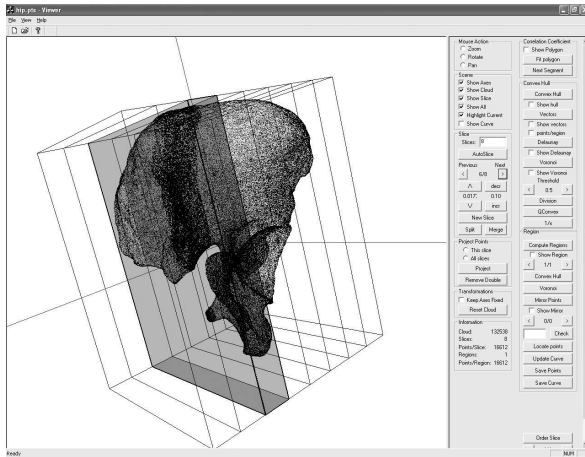 hip.pts - Viewer
File View Help
Mouse Action
Zoom
Rotate
Pan
Scene
Show Axes
Show Cloud
Show Slice
Show All
Highlight Current
Show Curve
Slice
Slices: 8
AutoSlice
Previous Next
< 6/8 >
/\ decr
0.017: 0.10
\/ incr
New Slice
Split Merge
Project Points
This slice
All slices
Project
Remove Double
Transformations
Keep Axes Fixed
Reset Cloud
Information
Cloud: 132538
Slices: 8
Points/Slice: 16612
Regions: 1
Points/Region: 16612
Correlation Coefficient
Show Polygon
Fit polygon
Next Segment
Convex Hull
Convex Hull
Show hull
Vectors
Show vectors
points/region
Delaunay
Show Delaunay
Voronoi
Show Voronoi
Threshold
< 0.5 >
Division
QConvex
1/x
Region
Compute Regions
Show Region
< 1/1 >
Convex Hull
Voronoi
Mirror Points
Show Mirror
< 0/0 >
Check
Locate points
Update Curve
Save Points
Save Curve
Order Slice
Ready NUM